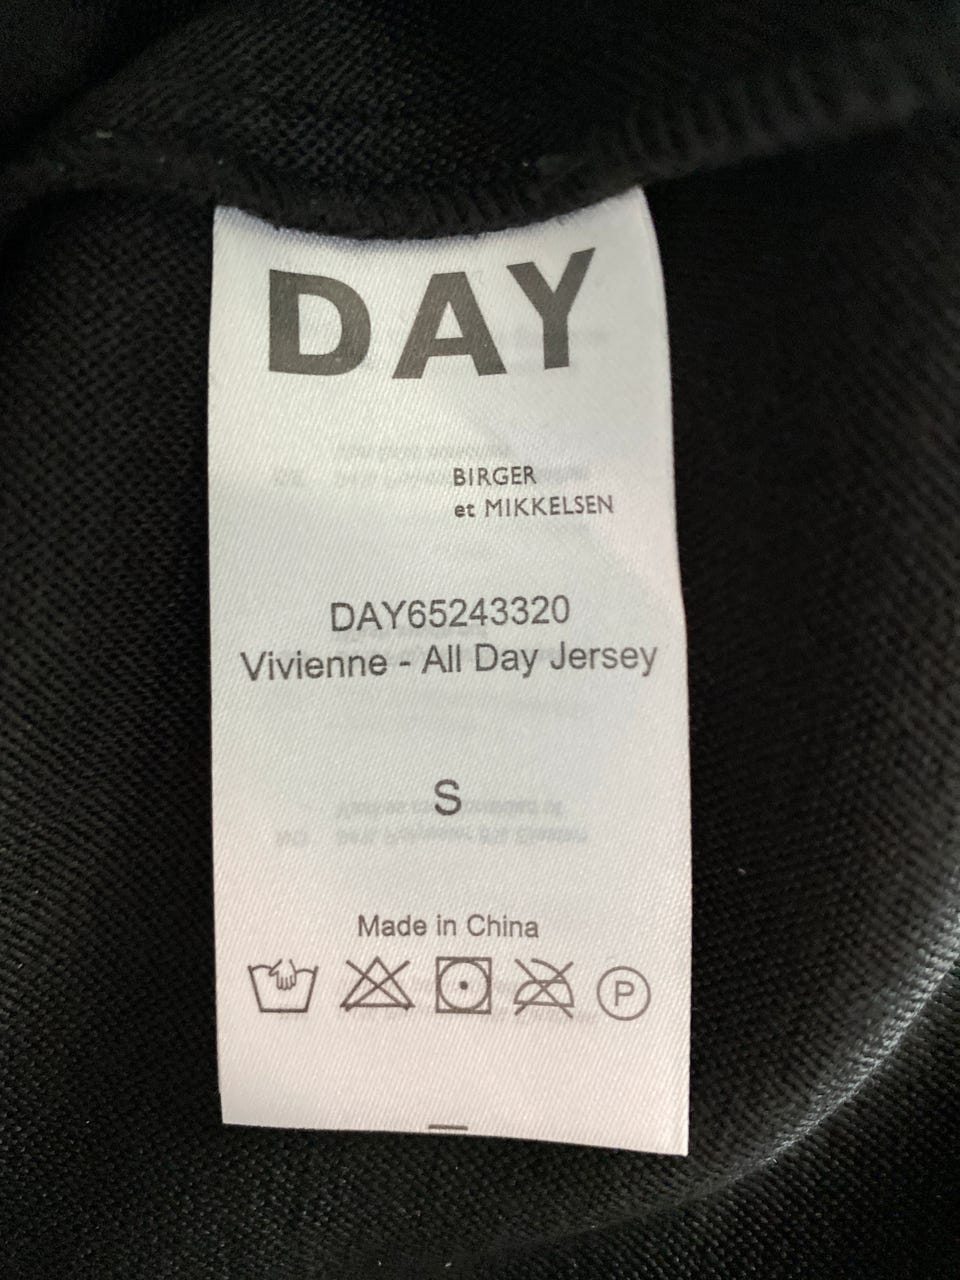 DAY
BIRGER
et MIKKELSEN
DAY65243320
Vivienne - All Day Jersey
S
Made in China
P